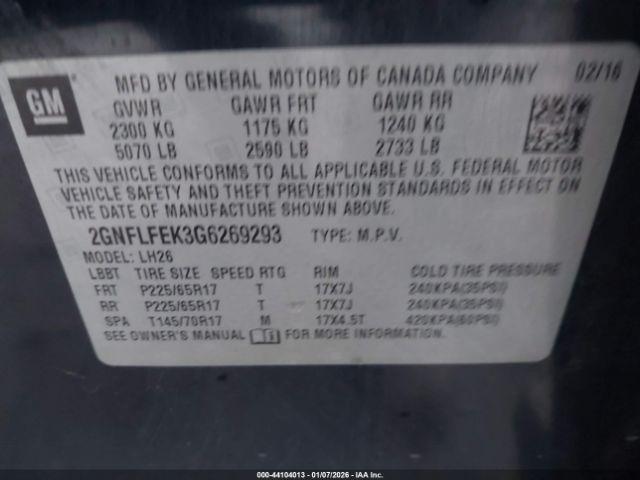 GM
MFD BY GENERAL MOTORS OF CANADA COMPANY 02/16
GVWR GAWR FRT GAWR RR
2300 KG 1175 KG 1240 KG
5070 LB 2590 LB 2733 LB
THIS VEHICLE CONFORMS TO ALL APPLICABLE U.S. FEDERAL MOTOR
VEHICLE SAFETY AND THEFT PREVENTION STANDARDS IN EFFECT ON
THE DATE OF MANUFACTURE SHOWN ABOVE.
2GNFLFEK3G6269293 TYPE: M.P.V.
MODEL: LH26
LBBT TIRE SIZE SPEED RTG RIM COLD TIRE PRESSURE
FRT P225/65R17 T 17X7J 240KPA(35PSI)
RR P225/65R17 T 17X7J 240KPA(35PSI)
SPA T145/70R17 M 17X4.5T 420KPA(60PSI)
SEE OWNER'S MANUAL FOR MORE INFORMATION.
000-44104013 - 01/07/2026 - IAA, Inc.